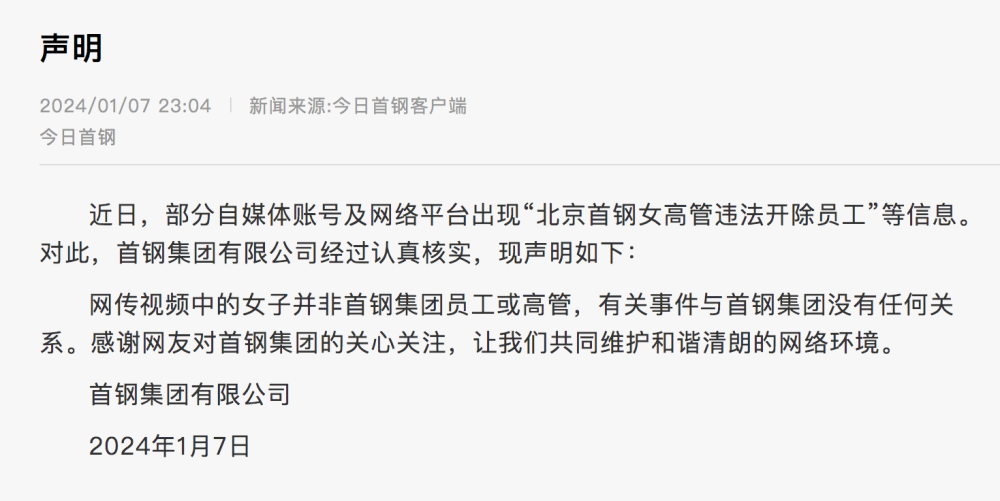 声明
2024/01/07 23:04 | 新闻来源:今日首钢客户端
今日首钢
近日，部分自媒体账号及网络平台出现“北京首钢女高管违法开除员工”等信息。
对此，首钢集团有限公司经过认真核实，现声明如下：
网传视频中的女子并非首钢集团员工或高管，有关事件与首钢集团没有任何关
系。感谢网友对首钢集团的关心关注，让我们共同维护和谐清朗的网络环境。
首钢集团有限公司
2024年1月7日